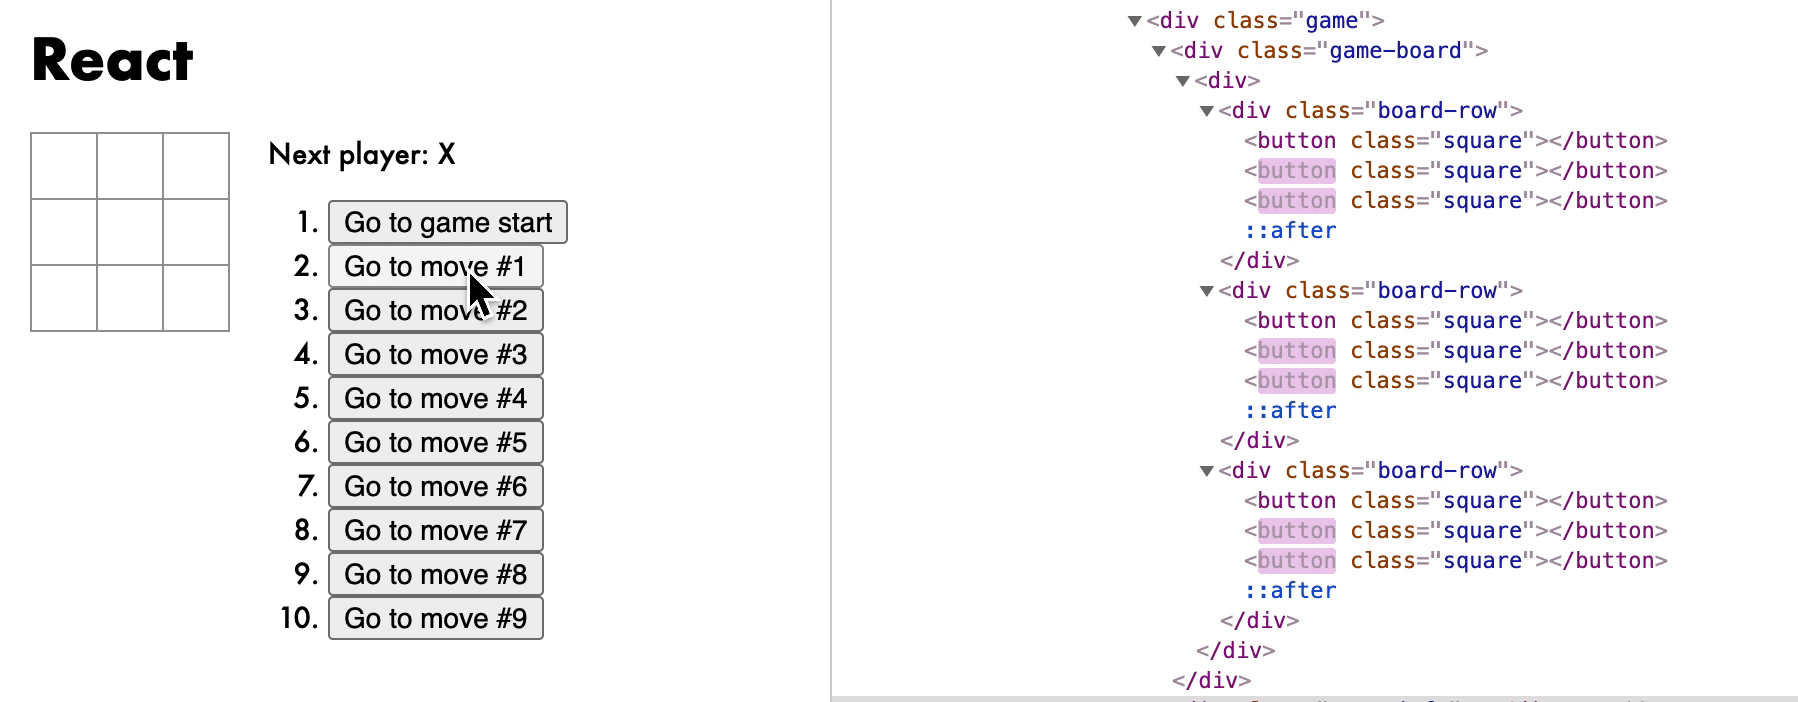 React
Next player: X
1. Go to game start
2. Go to move #1
3. Go to move #2
4. Go to move #3
5. Go to move #4
6. Go to move #5
7. Go to move #6
8. Go to move #7
9. Go to move #8
10. Go to move #9
<div class="game">
<div class="game-board">
<div>
<div class="board-row">
<button class="square"></button>
<button class="square"></button>
<button class="square"></button>
::after
</div>
<div class="board-row">
<button class="square"></button>
<button class="square"></button>
<button class="square"></button>
::after
</div>
<div class="board-row">
<button class="square"></button>
<button class="square"></button>
<button class="square"></button>
::after
</div>
</div>
</div>